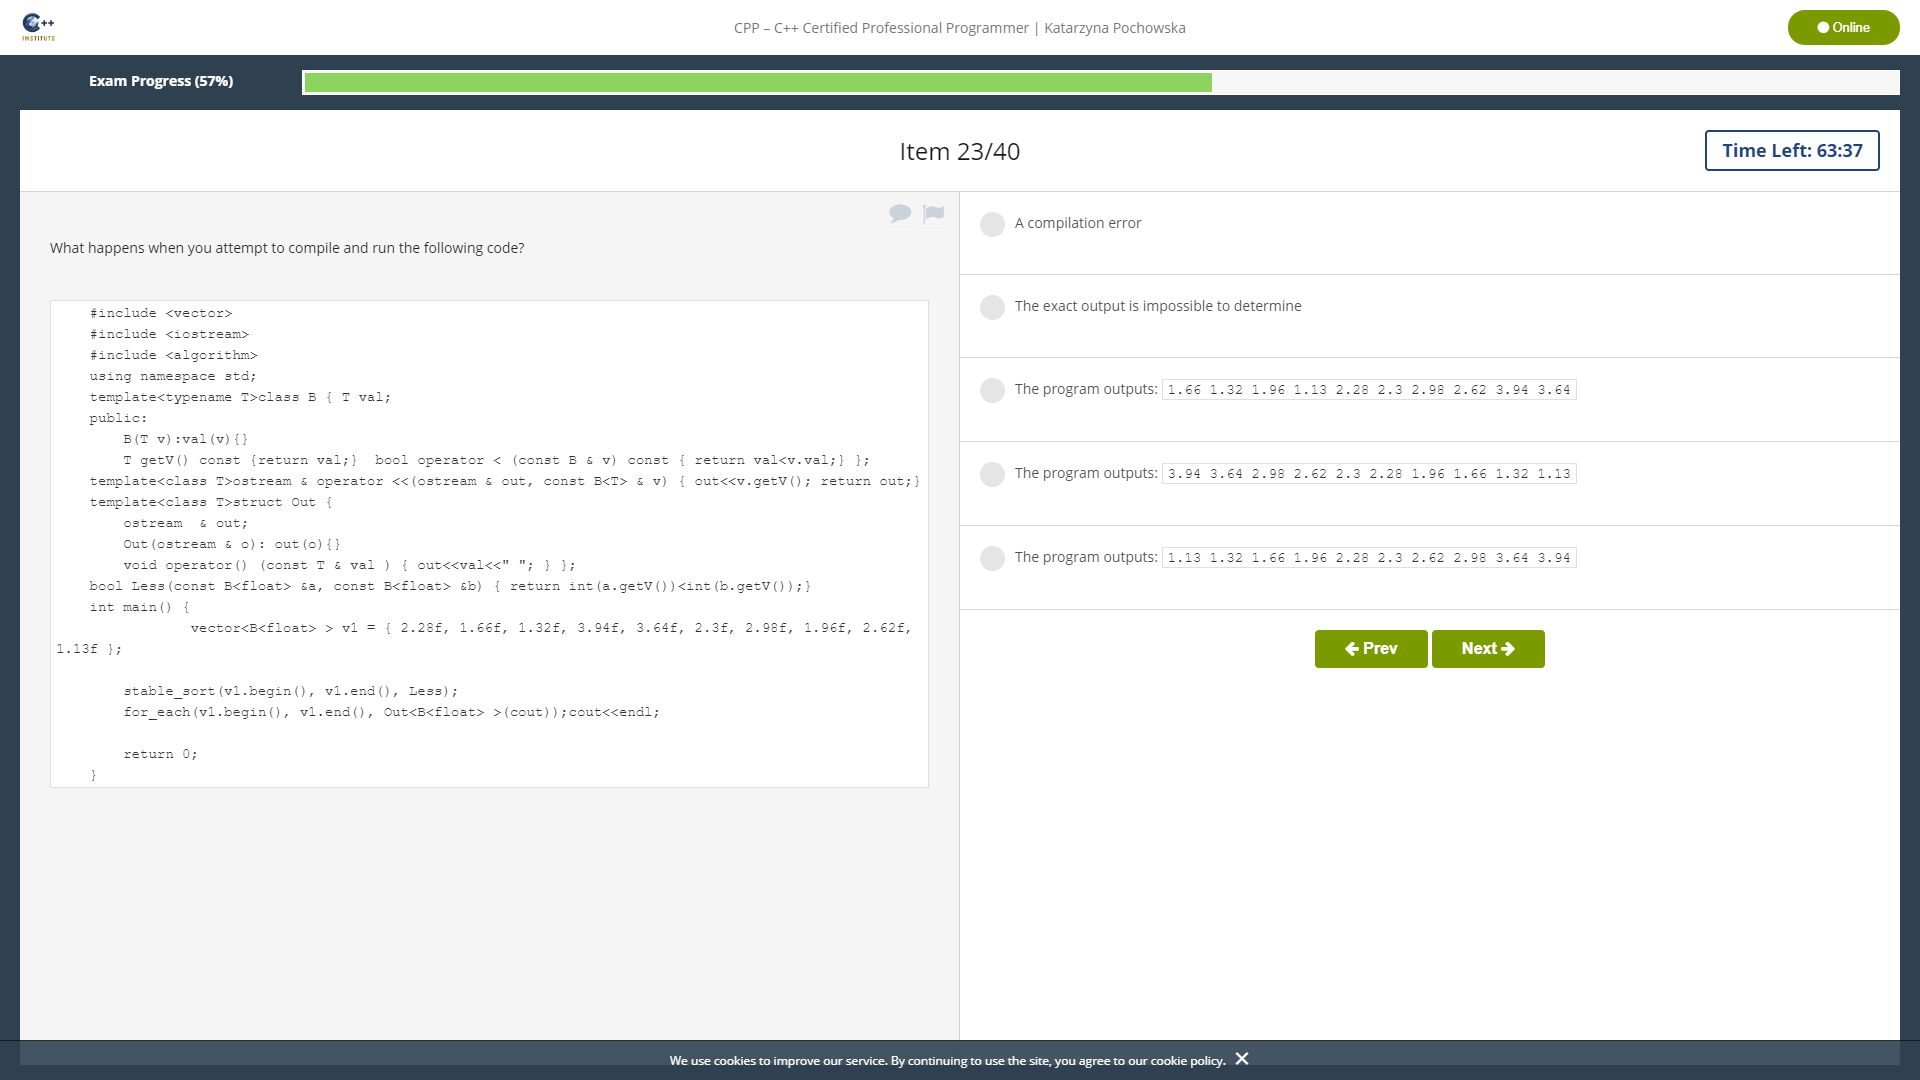 C++
INSTITUTE
CPP – C++ Certified Professional Programmer | Katarzyna Pochowska
Online
Exam Progress (57%)
Item 23/40
Time Left: 63:37
What happens when you attempt to compile and run the following code?
#include <vector>
#include <iostream>
#include <algorithm>
using namespace std;
template<typename T>class B { T val;
public:
    B(T v):val(v){}
    T getV() const {return val;}  bool operator < (const B & v) const { return val<v.val;} };
template<class T>ostream & operator <<(ostream & out, const B<T> & v) { out<<v.getV(); return out;}
template<class T>struct Out {
    ostream  & out;
    Out(ostream & o): out(o){}
    void operator() (const T & val ) { out<<val<<" "; } };
bool Less(const B<float> &a, const B<float> &b) { return int(a.getV())<int(b.getV());}
int main() {
            vector<B<float> > v1 = { 2.28f, 1.66f, 1.32f, 3.94f, 3.64f, 2.3f, 2.98f, 1.96f, 2.62f,
1.13f };
    stable_sort(v1.begin(), v1.end(), Less);
    for_each(v1.begin(), v1.end(), Out<B<float> >(cout));cout<<endl;
    return 0;
}
A compilation error
The exact output is impossible to determine
The program outputs: 1.66 1.32 1.96 1.13 2.28 2.3 2.98 2.62 3.94 3.64
The program outputs: 3.94 3.64 2.98 2.62 2.3 2.28 1.96 1.66 1.32 1.13
The program outputs: 1.13 1.32 1.66 1.96 2.28 2.3 2.62 2.98 3.64 3.94
Prev
Next
We use cookies to improve our service. By continuing to use the site, you agree to our cookie policy.